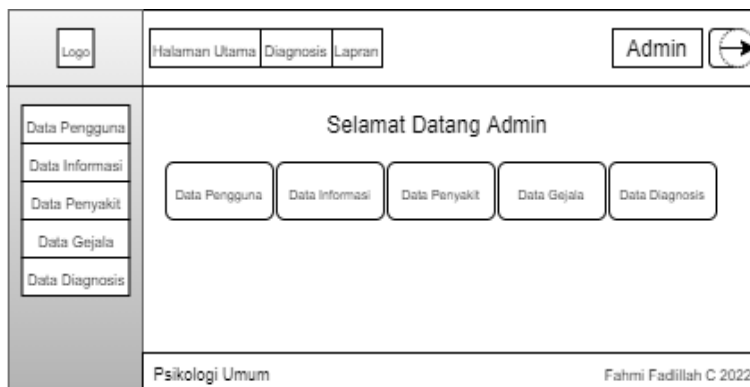 Logo
Halaman Utama Diagnosis Lapran
Admin
Data Pengguna
Data Informasi
Data Penyakit
Data Gejala
Data Diagnosis
Selamat Datang Admin
Data Pengguna Data Informasi Data Penyakit Data Gejala Data Diagnosis
Psikologi Umum
Fahmi Fadlillah C 2022